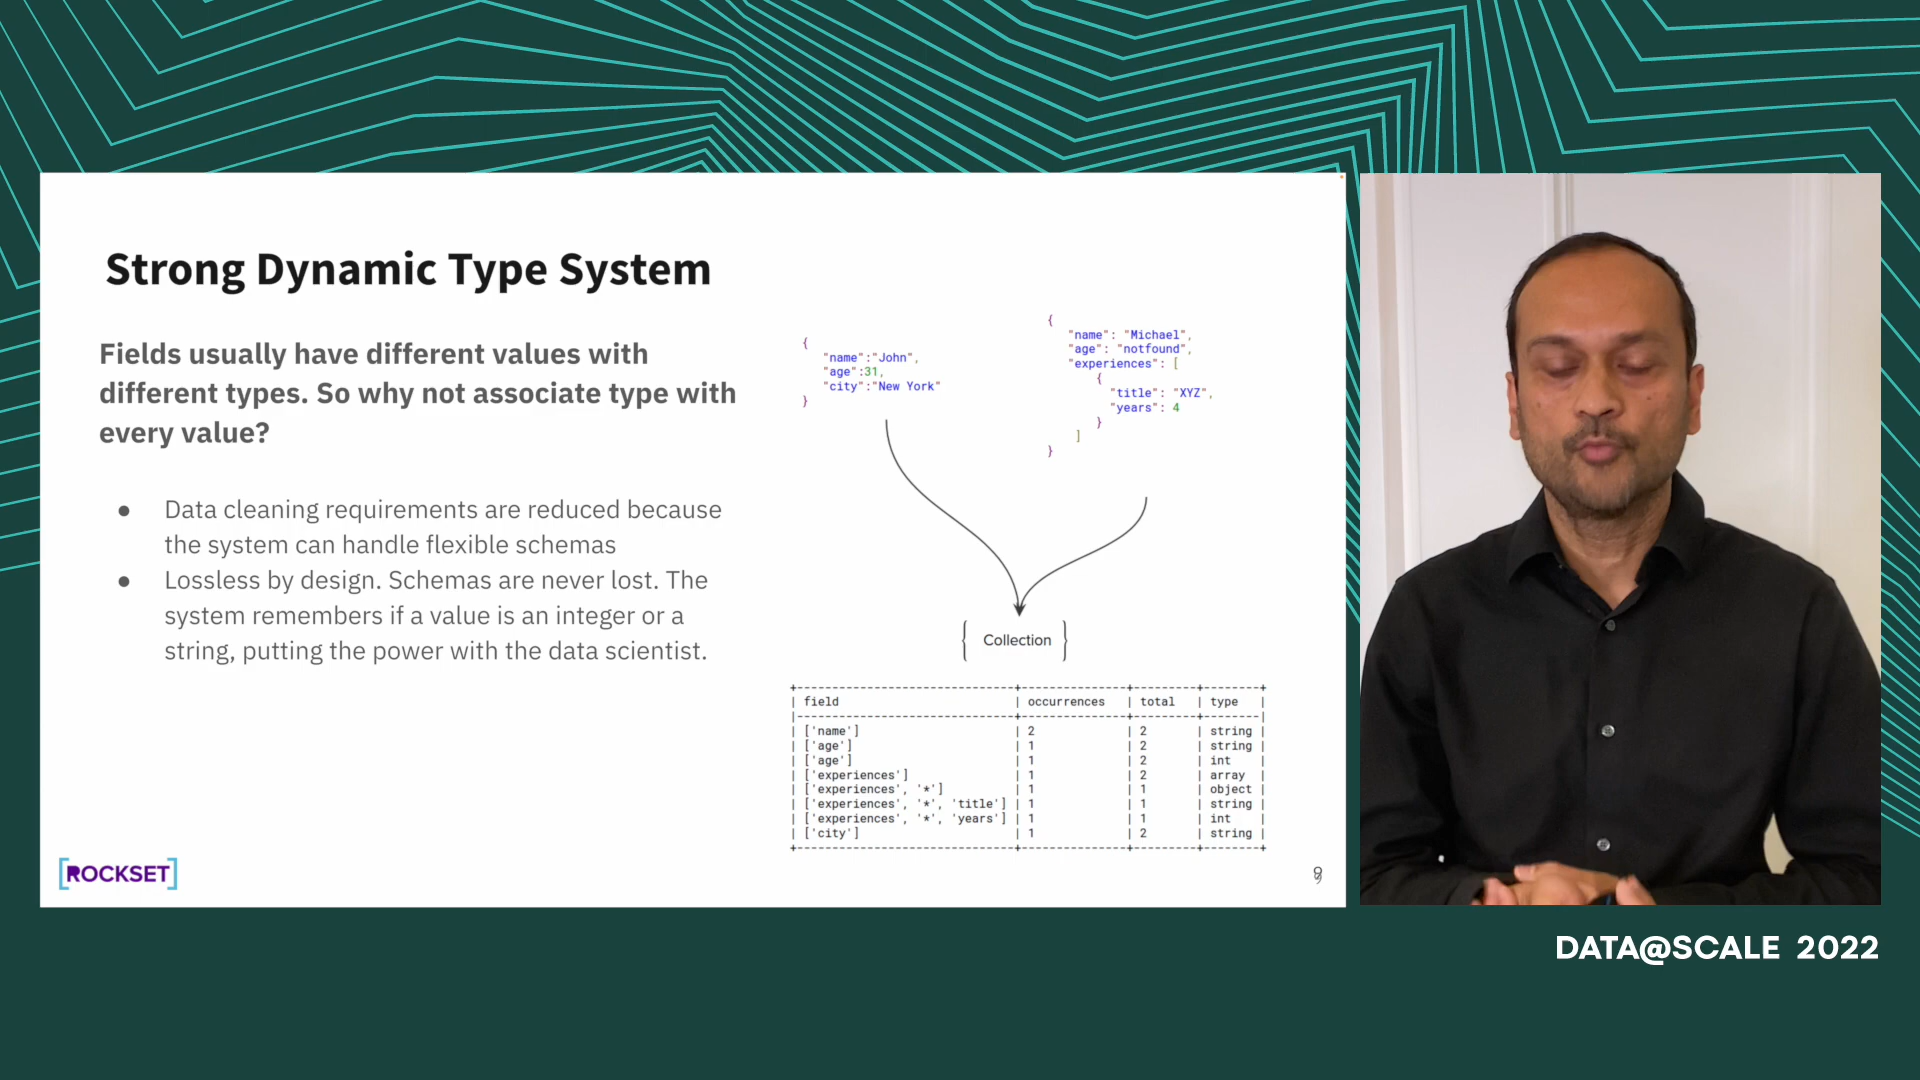 Strong Dynamic Type System
Fields usually have different values with
different types. So why not associate type with
every value?
● Data cleaning requirements are reduced because
the system can handle flexible schemas
● Lossless by design. Schemas are never lost. The
system remembers if a value is an integer or a
string, putting the power with the data scientist.
{
"name":"John",
"age":31,
"city":"New York"
}
{
"name": "Michael",
"age": "notfound",
"experiences": [
{
"title": "XYZ",
"years": 4
}
]
}
{ Collection }
| field | occurrences | total | type |
| ['name'] | 2 | 2 | string |
| ['age'] | 1 | 2 | string |
| ['age'] | 1 | 2 | int |
| ['experiences'] | 1 | 2 | array |
| ['experiences', '*'] | 1 | 1 | object |
| ['experiences', '*', 'title'] | 1 | 1 | string |
| ['experiences', '*', 'years'] | 1 | 1 | int |
| ['city'] | 1 | 2 | string |
[ROCKSET]
DATA@SCALE 2022